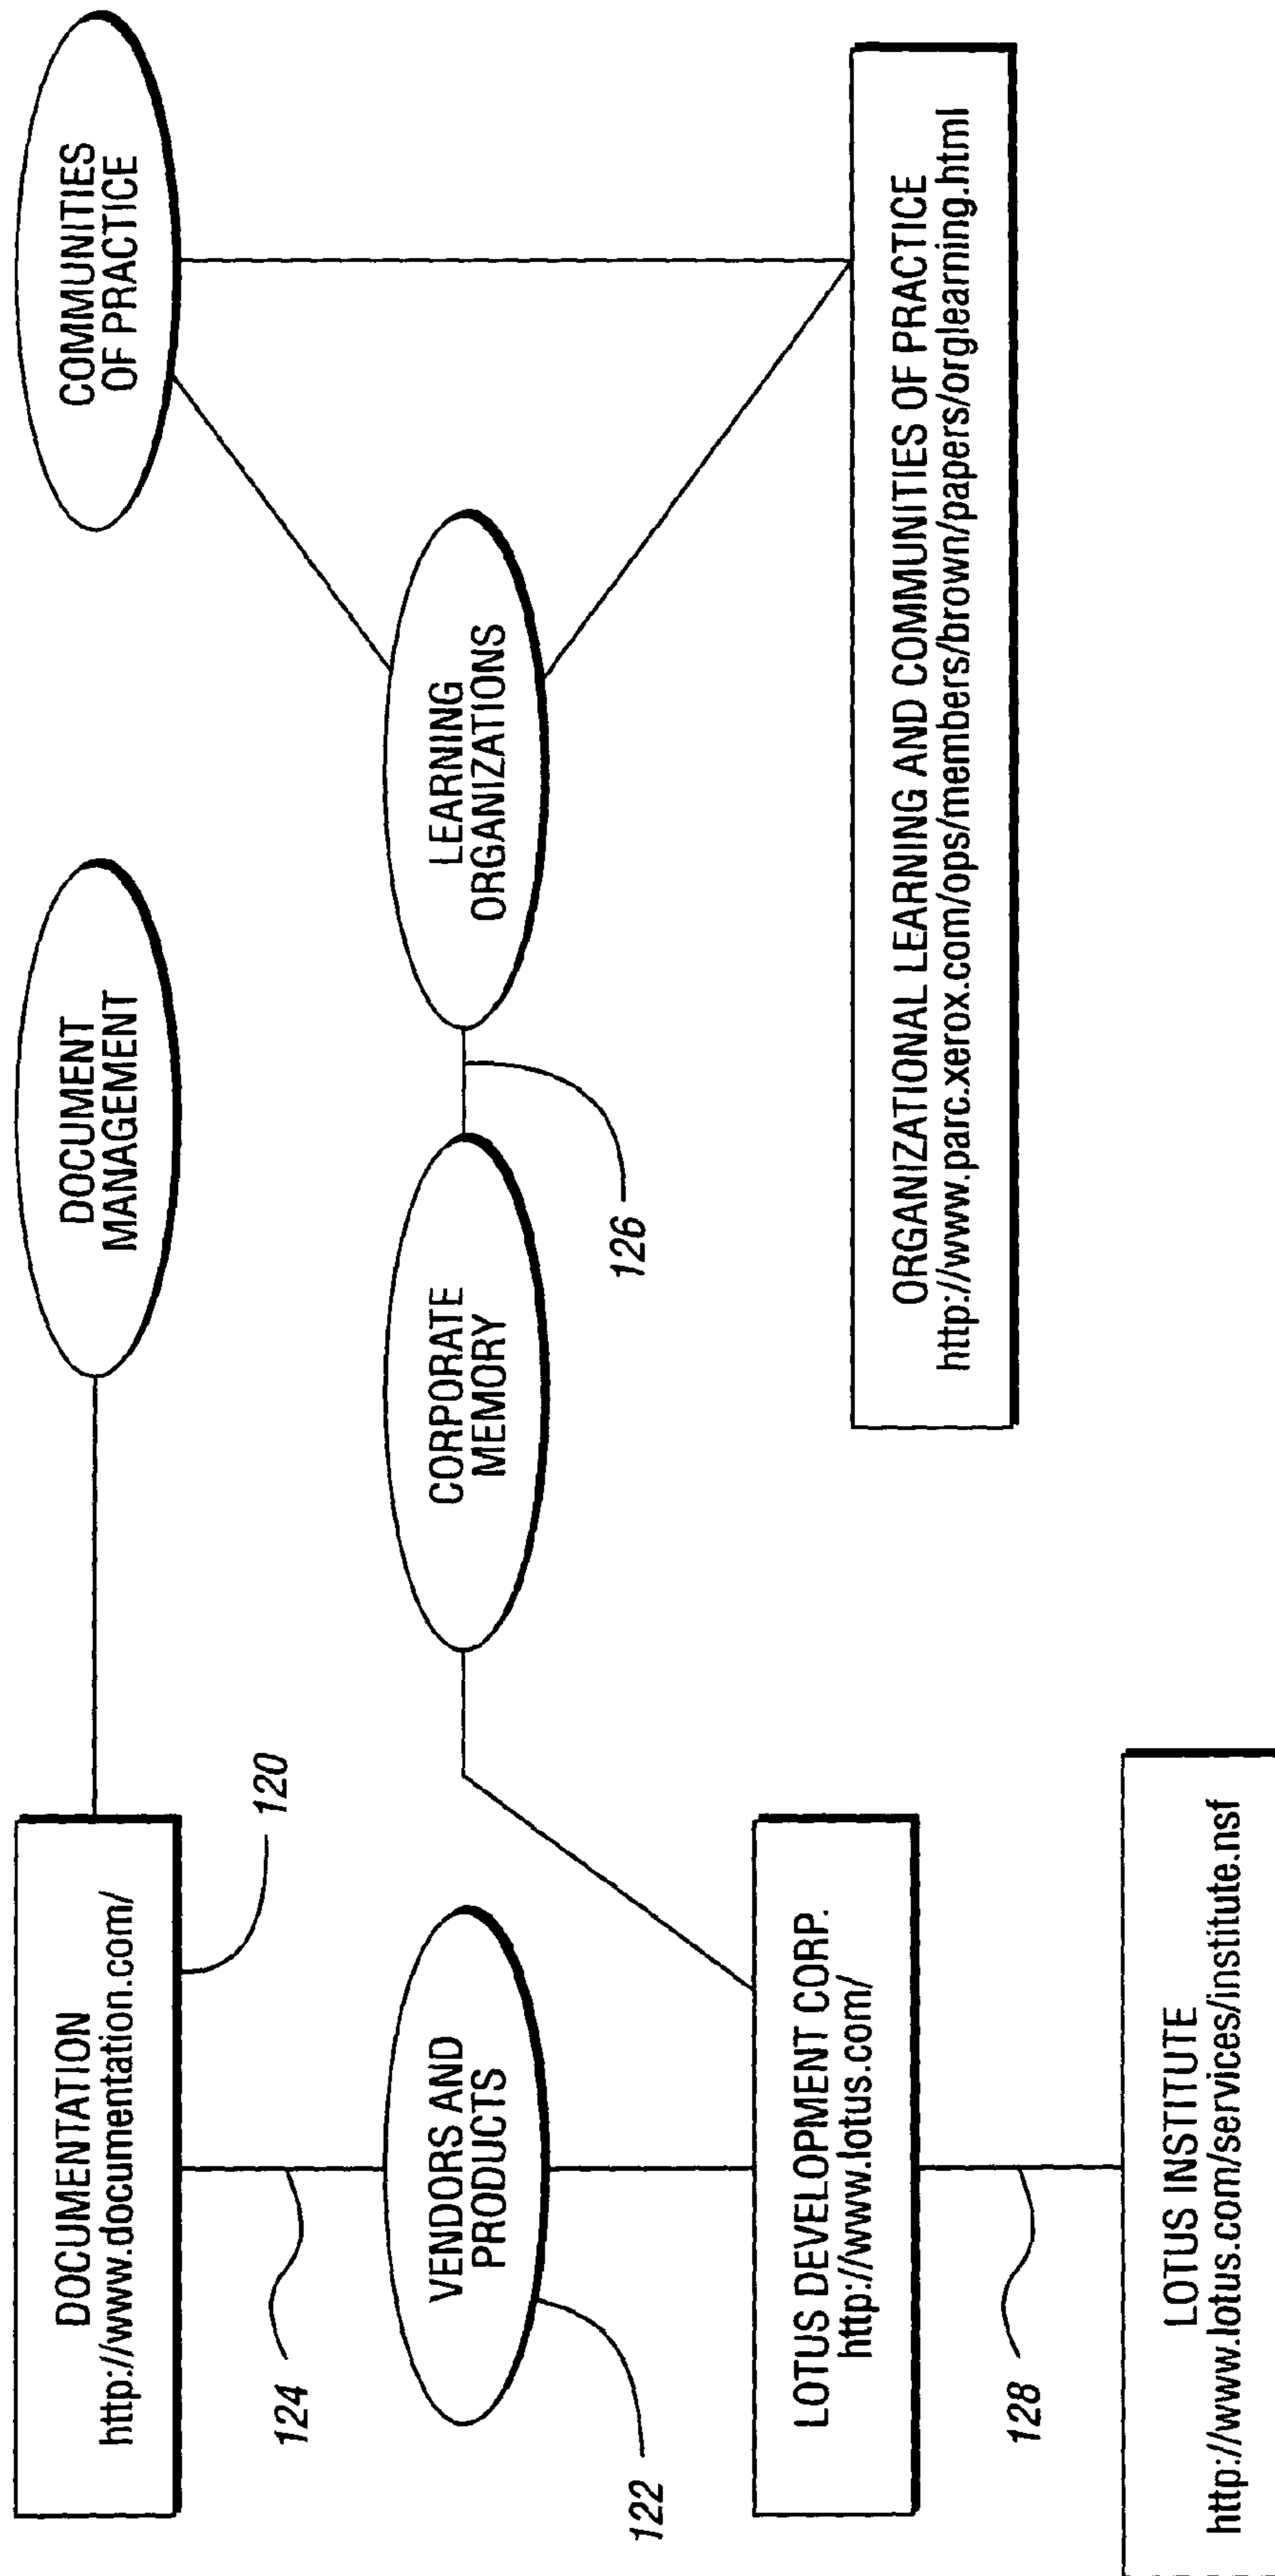 DOCUMENTATION
http://www.documentation.com/
120
DOCUMENT
MANAGEMENT
COMMUNITIES
OF PRACTICE
124
VENDORS AND
PRODUCTS
122
CORPORATE
MEMORY
126
LEARNING
ORGANIZATIONS
LOTUS DEVELOPMENT CORP.
http://www.lotus.com/
128
ORGANIZATIONAL LEARNING AND COMMUNITIES OF PRACTICE
http://www.parc.xerox.com/ops/members/brown/papers/orglearning.html
LOTUS INSTITUTE
http://www.lotus.com/services/institute.nsf